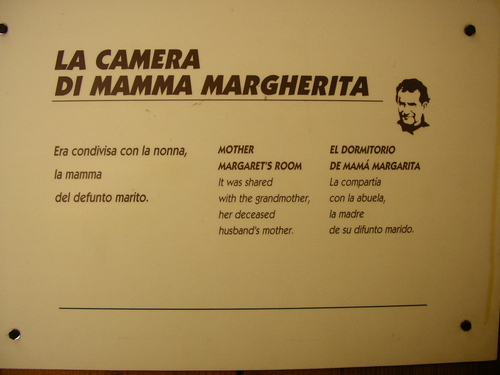 LA CAMERA
DI MAMMA MARGHERITA
Era condivisa con la nonna,
la mamma
del defunto marito.
MOTHER
MARGARET'S ROOM
It was shared
with the grandmother,
her deceased
husband's mother.
EL DORMITORIO
DE MAMÁ MARGARITA
La compartía
con la abuela,
la madre
de su difunto marido.